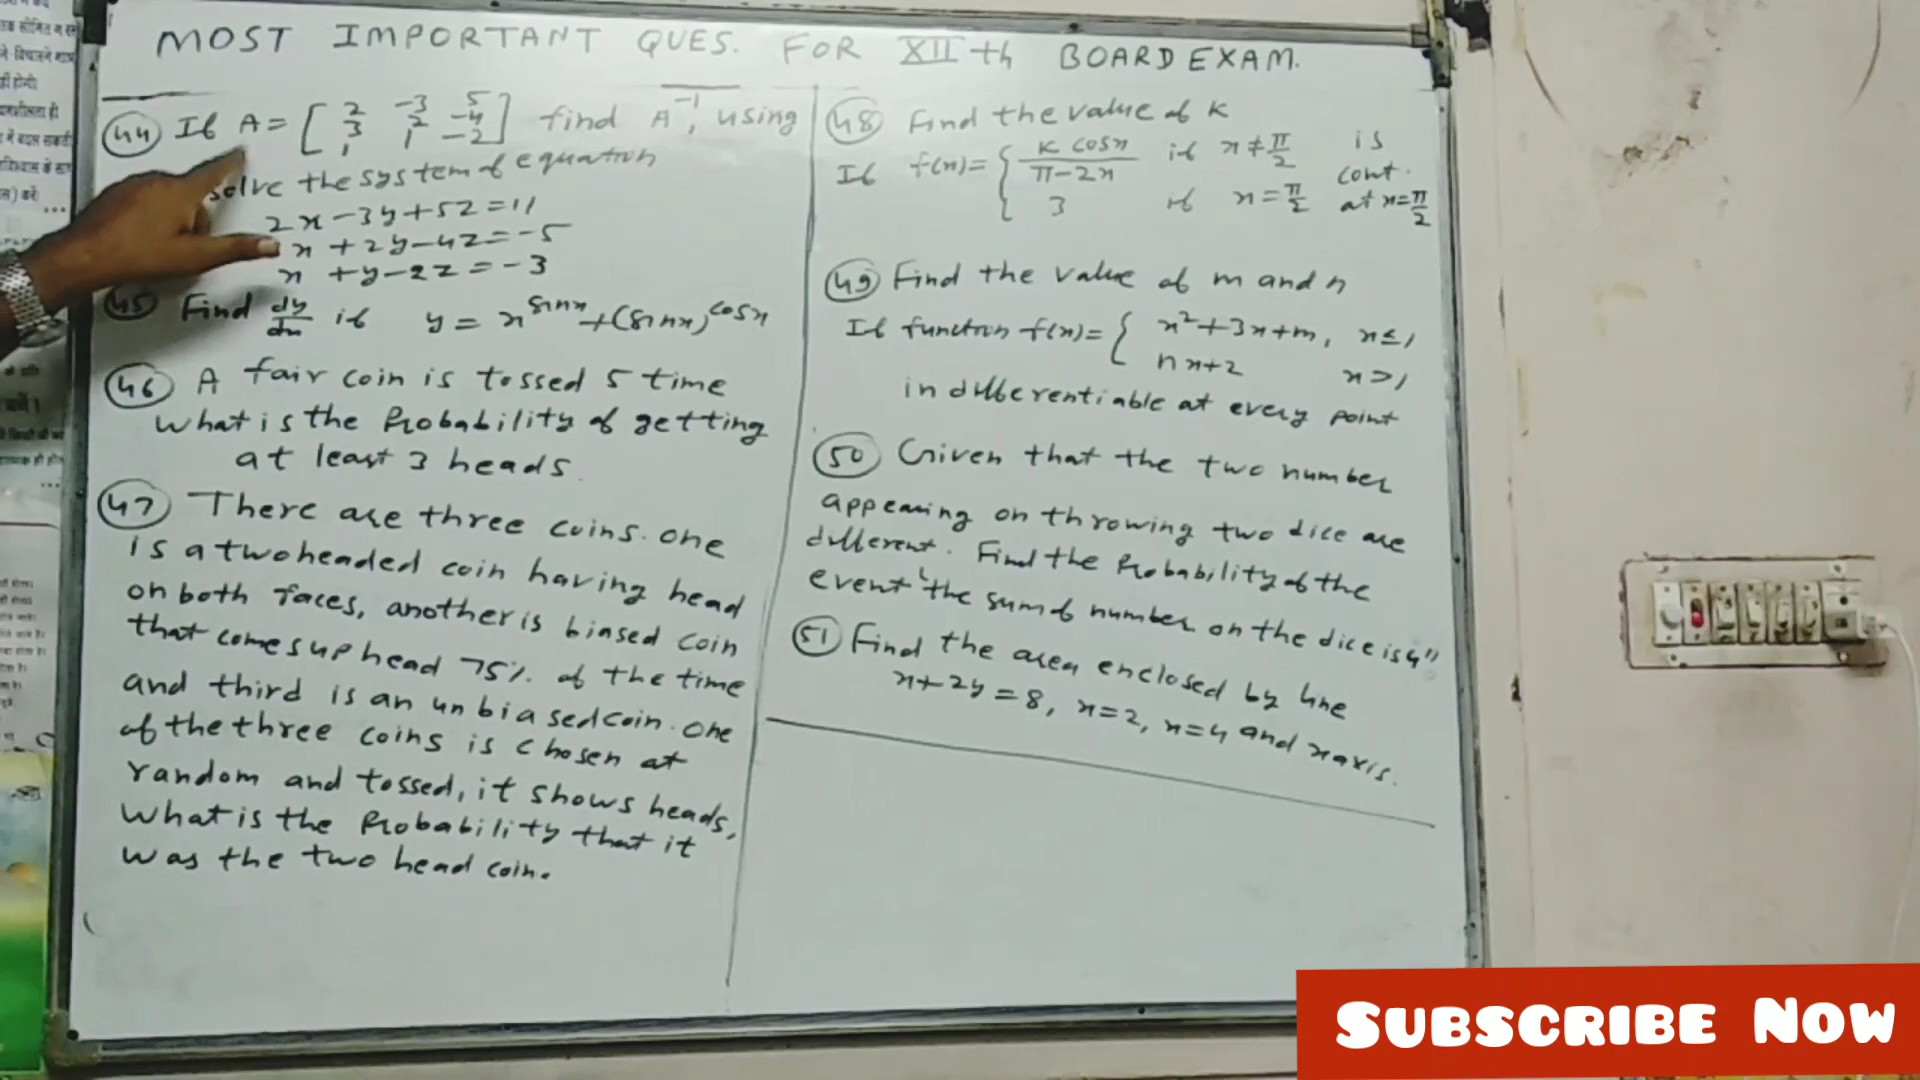 MOST IMPORTANT QUES. FOR XIIth BOARD EXAM.
44 If A = [ 2 -3 5
3 2 -4
1 1 -2 ] find A⁻¹, using
solve the system of equation
2x - 3y + 5z = 11
x + 2y - 4z = -5
x + y - 2z = -3
45 Find dy/dx if y = x^sinx + (sinx)^cosx
46 A fair coin is tossed 5 time
What is the Probability of getting
at least 3 heads.
47 There are three coins. One
is a two headed coin having head
on both faces, another is biased coin
that comes up head 75% of the time
and third is an unbiased coin. One
of the three coins is chosen at
random and tossed, it shows heads,
What is the Probability that it
was the two head coin.
48 Find the value of K
If f(x) = { K cosx / π-2x if x ≠ π/2 is cont.
3 if x = π/2 at x = π/2
49 Find the value of m and n
If function f(x) = { x² + 3x + m, x ≤ 1
nx + 2 x > 1
in differentiable at every point
50 Given that the two number
appearing on throwing two dice are
different. Find the Probability of the
event "the sum of number on the dice is 4"
51 Find the area enclosed by line
x + 2y = 8, x = 2, x = 4 and x axis.
SUBSCRIBE NOW